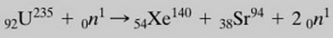 ₉₂U²³⁵ + ₀n¹ → ₅₄Xe¹⁴⁰ + ₃₈Sr⁹⁴ + 2 ₀n¹